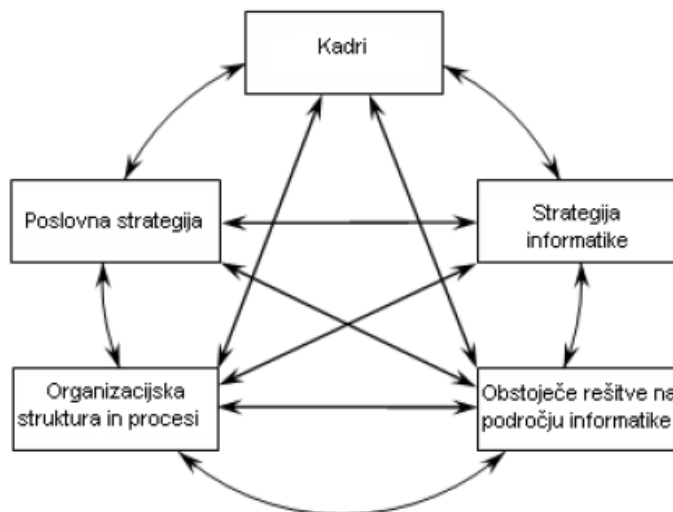 Kadri
Poslovna strategija
Strategija
informatike
Organizacijska
struktura in procesi
Obstoječe rešitve na
področju informatike